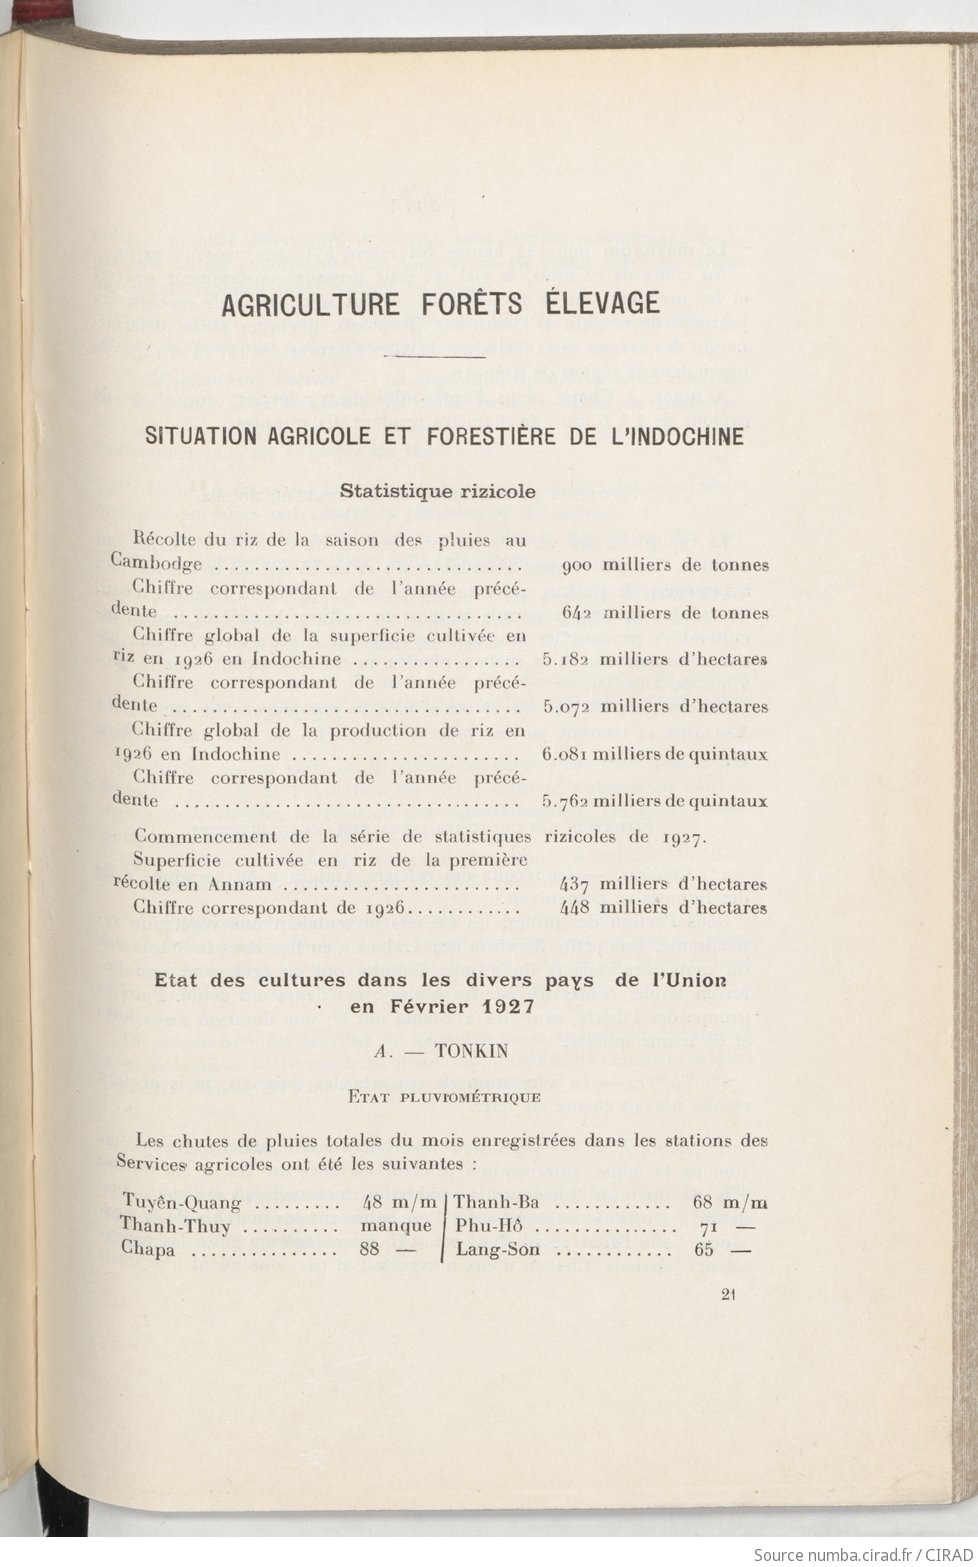 AGRICULTURE FORÊTS ÉLEVAGE
SITUATION AGRICOLE ET FORESTIÈRE DE L'INDOCHINE
Statistique rizicole
Récolte du riz de la saison des pluies au
Cambodge ............................... 900 milliers de tonnes
Chiffre correspondant de l'année précé-
dente ................................... 642 milliers de tonnes
Chiffre global de la superficie cultivée en
riz en 1926 en Indochine ................. 5.182 milliers d'hectares
Chiffre correspondant de l'année précé-
dente ................................... 5.072 milliers d'hectares
Chiffre global de la production de riz en
1926 en Indochine ....................... 6.081 milliers de quintaux
Chiffre correspondant de l'année précé-
dente ................................... 5.762 milliers de quintaux
Commencement de la série de statistiques rizicoles de 1927.
Superficie cultivée en riz de la première
récolte en Annam ........................ 437 milliers d'hectares
Chiffre correspondant de 1926............ 448 milliers d'hectares
Etat des cultures dans les divers pays de l'Union
en Février 1927
A. — TONKIN
ETAT PLUVIOMÉTRIQUE
Les chutes de pluies totales du mois enregistrées dans les stations des
Services agricoles ont été les suivantes :
Tuyên-Quang ......... 48 m/m Thanh-Ba ............ 68 m/m
Thanh-Thuy .......... manque Phu-Hô ............... 71 —
Chapa ............... 88 — Lang-Son ............ 65 —
21
Source numba.cirad.fr / CIRAD